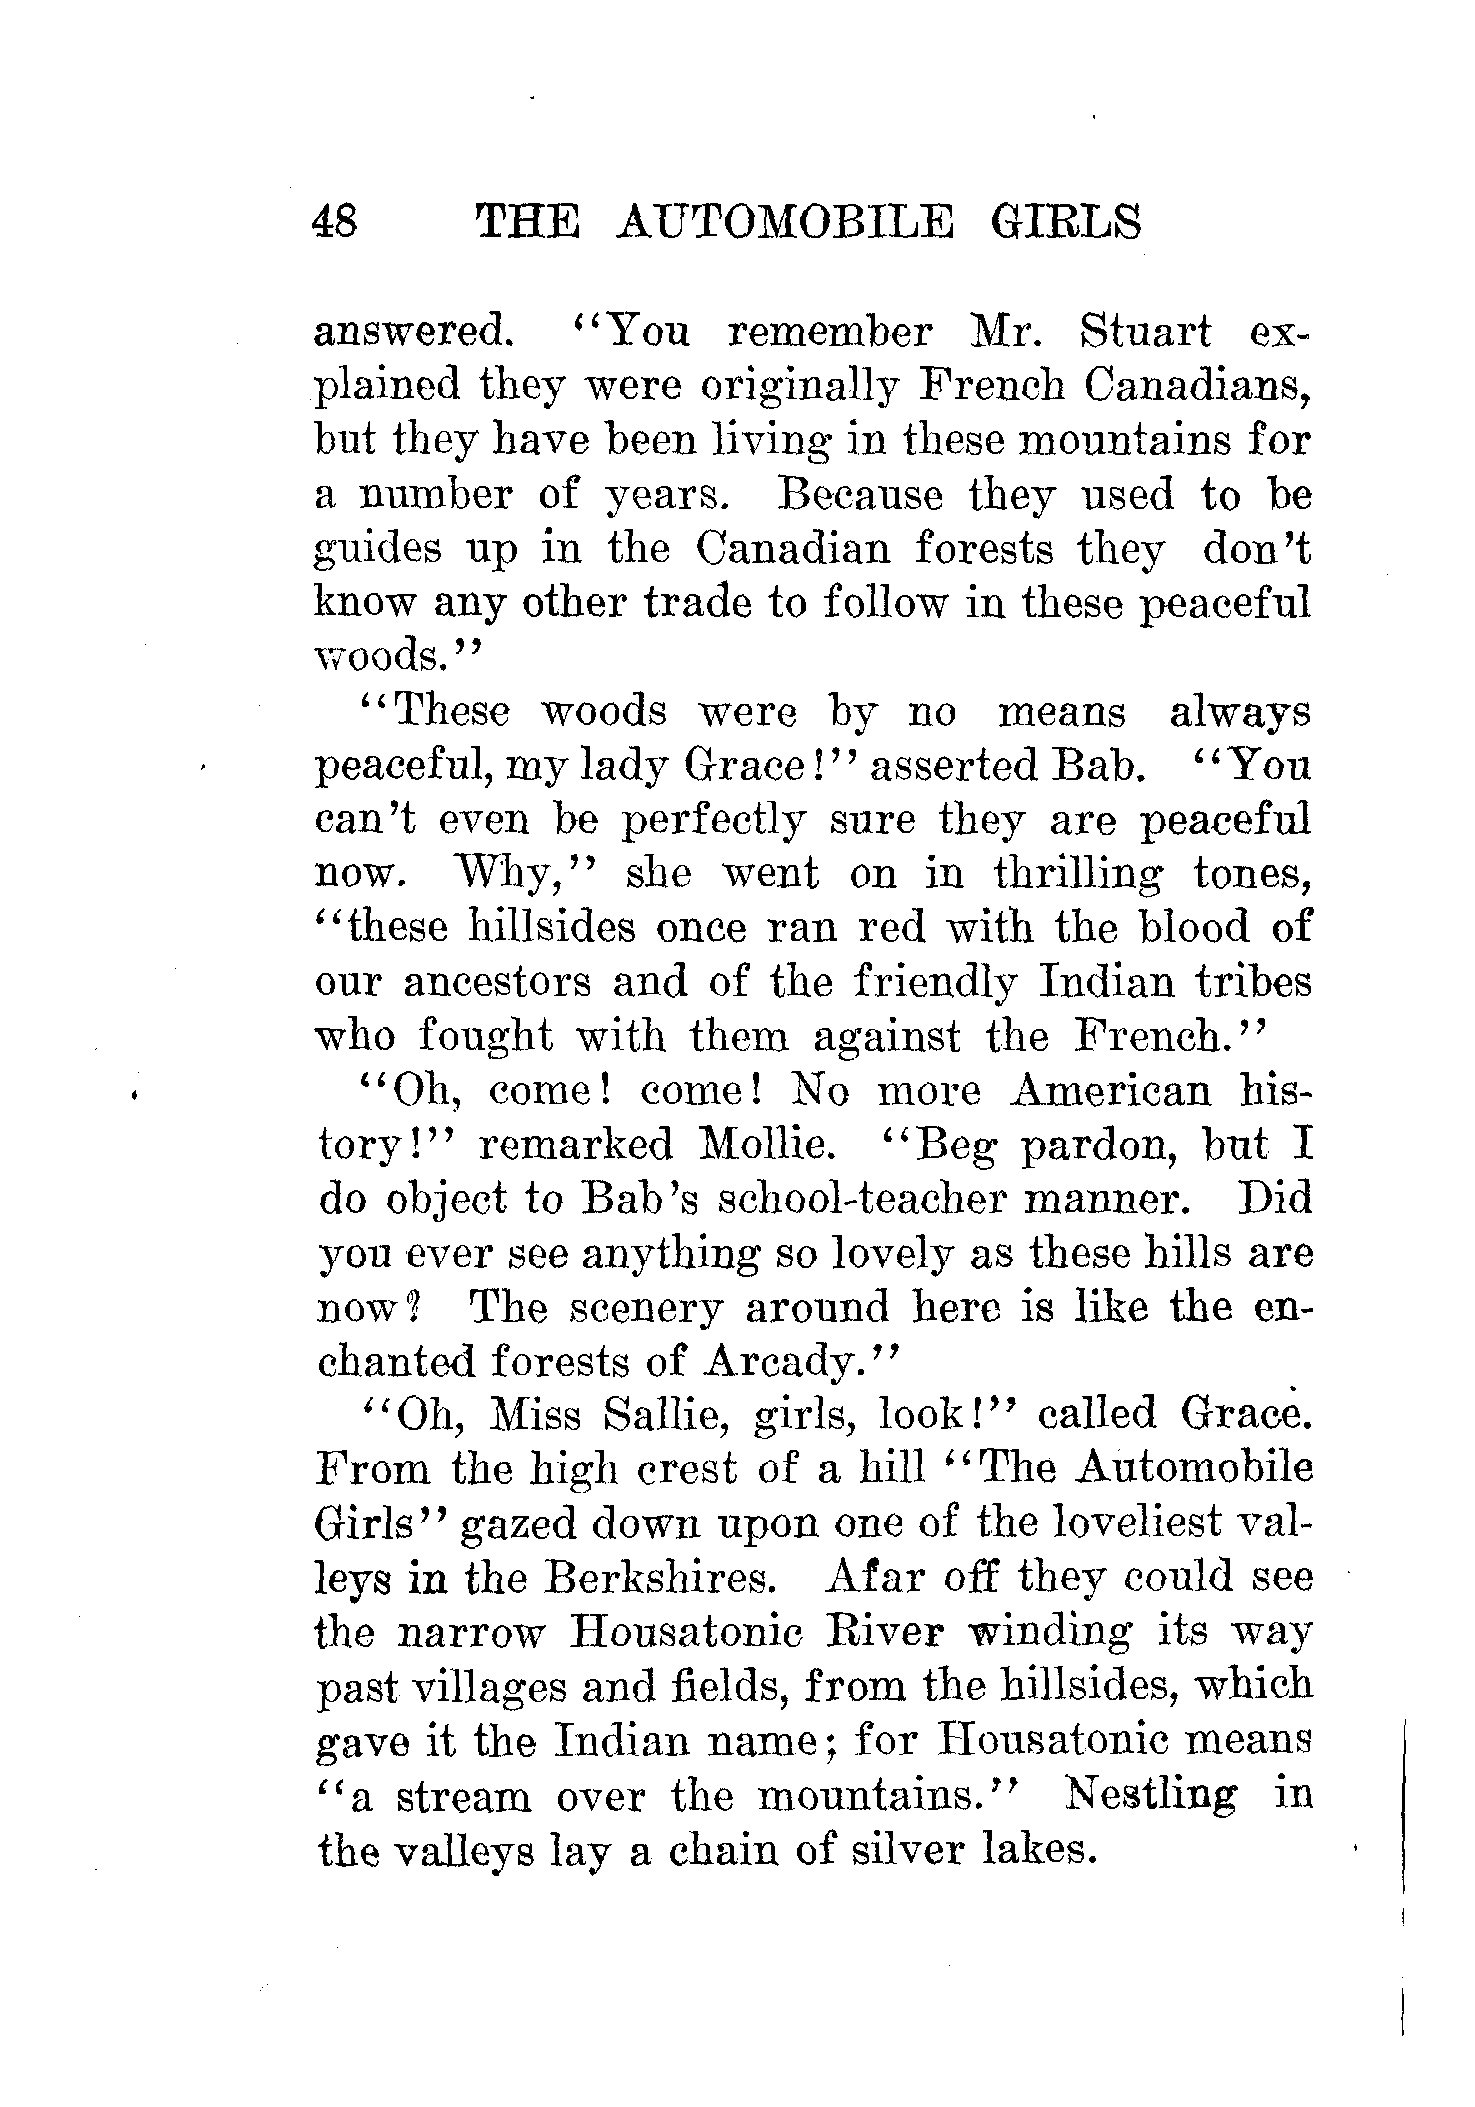 48 THE AUTOMOBILE GIRLS
answered. "You remember Mr. Stuart ex-
plained they were originally French Canadians,
but they have been living in these mountains for
a number of years. Because they used to be
guides up in the Canadian forests they don't
know any other trade to follow in these peaceful
woods."
"These woods were by no means always
peaceful, my lady Grace!" asserted Bab. "You
can't even be perfectly sure they are peaceful
now. Why," she went on in thrilling tones,
"these hillsides once ran red with the blood of
our ancestors and of the friendly Indian tribes
who fought with them against the French."
"Oh, come! come! No more American his-
tory!" remarked Mollie. "Beg pardon, but I
do object to Bab's school-teacher manner. Did
you ever see anything so lovely as these hills are
now? The scenery around here is like the en-
chanted forests of Arcady."
"Oh, Miss Sallie, girls, look!" called Grace.
From the high crest of a hill "The Automobile
Girls" gazed down upon one of the loveliest val-
leys in the Berkshires. Afar off they could see
the narrow Housatonic River winding its way
past villages and fields, from the hillsides, which
gave it the Indian name; for Housatonic means
"a stream over the mountains." Nestling in
the valleys lay a chain of silver lakes.